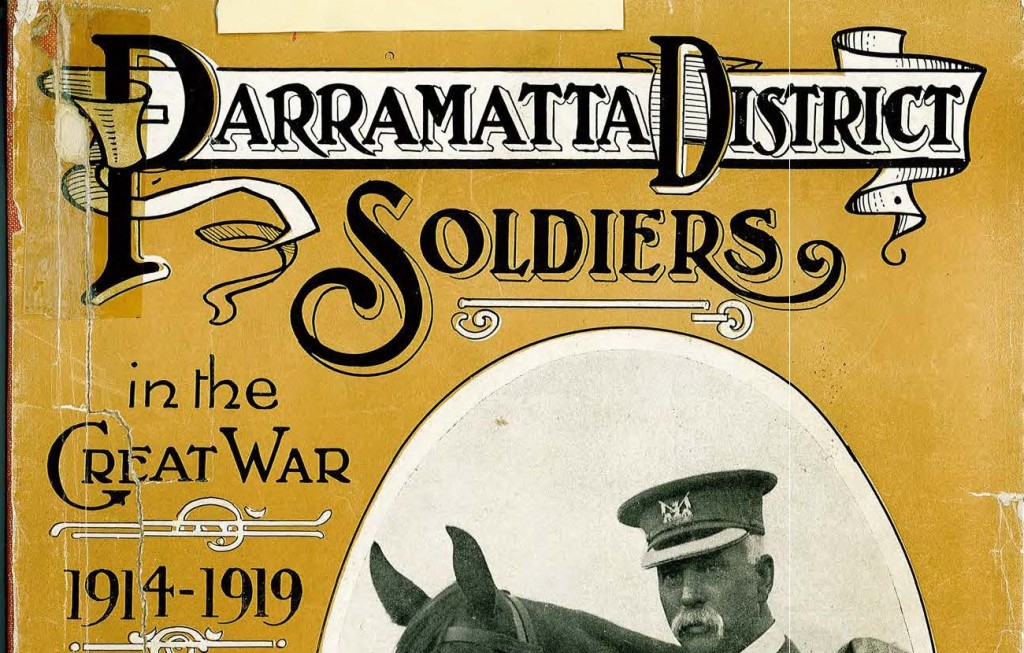 PARRAMATTA DISTRICT
SOLDIERS
in the
GREAT WAR
1914-1919